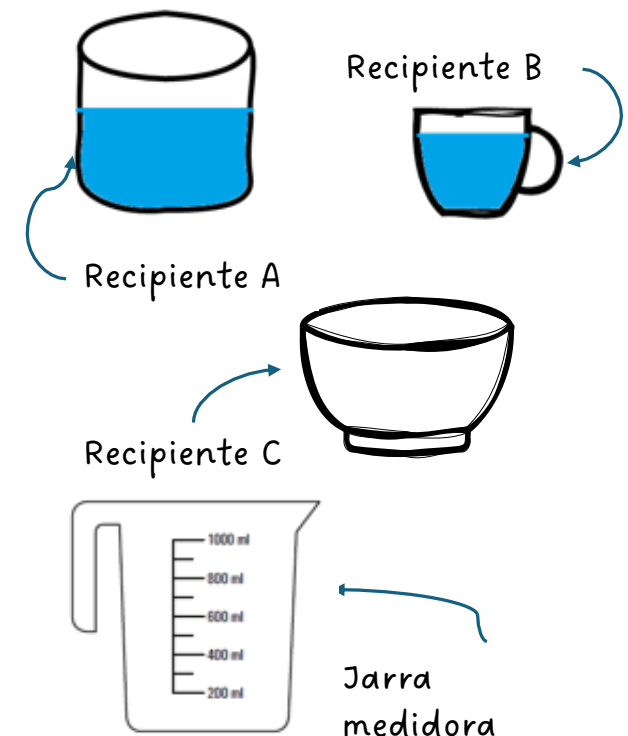 Recipiente B
Recipiente A
Recipiente C
1000 ml
800 ml
600 ml
400 ml
200 ml
Jarra
medidora